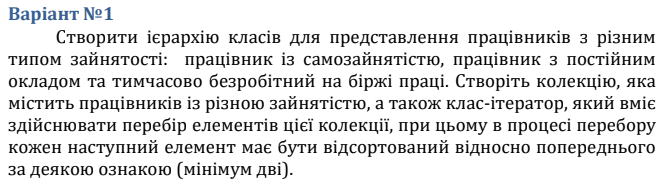 Варіант №1
Створити ієрархію класів для представлення працівників з різним
типом зайнятості: працівник із самозайнятістю, працівник з постійним
окладом та тимчасово безробітний на біржі праці. Створіть колекцію, яка
містить працівників із різною зайнятістю, а також клас-ітератор, який вміє
здійснювати перебір елементів цієї колекції, при цьому в процесі перебору
кожен наступний елемент має бути відсортований відносно попереднього
за деякою ознакою (мінімум дві).